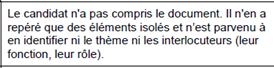 Le candidat n'a pas compris le document. Il n'en a
repéré que des éléments isolés et n'est parvenu à
en identifier ni le thème ni les interlocuteurs (leur
fonction, leur rôle).